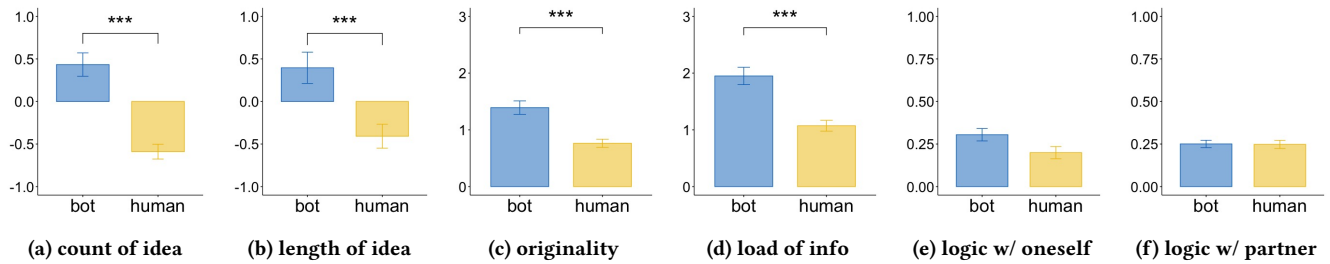 1.0
0.5
0.0
-0.5
-1.0
***
bot
human
(a) count of idea
1.0
0.5
0.0
-0.5
-1.0
***
bot
human
(b) length of idea
3
2
1
0
***
bot
human
(c) originality
3
2
1
0
***
bot
human
(d) load of info
1.00
0.75
0.50
0.25
0.00
bot
human
(e) logic w/ oneself
1.00
0.75
0.50
0.25
0.00
bot
human
(f) logic w/ partner